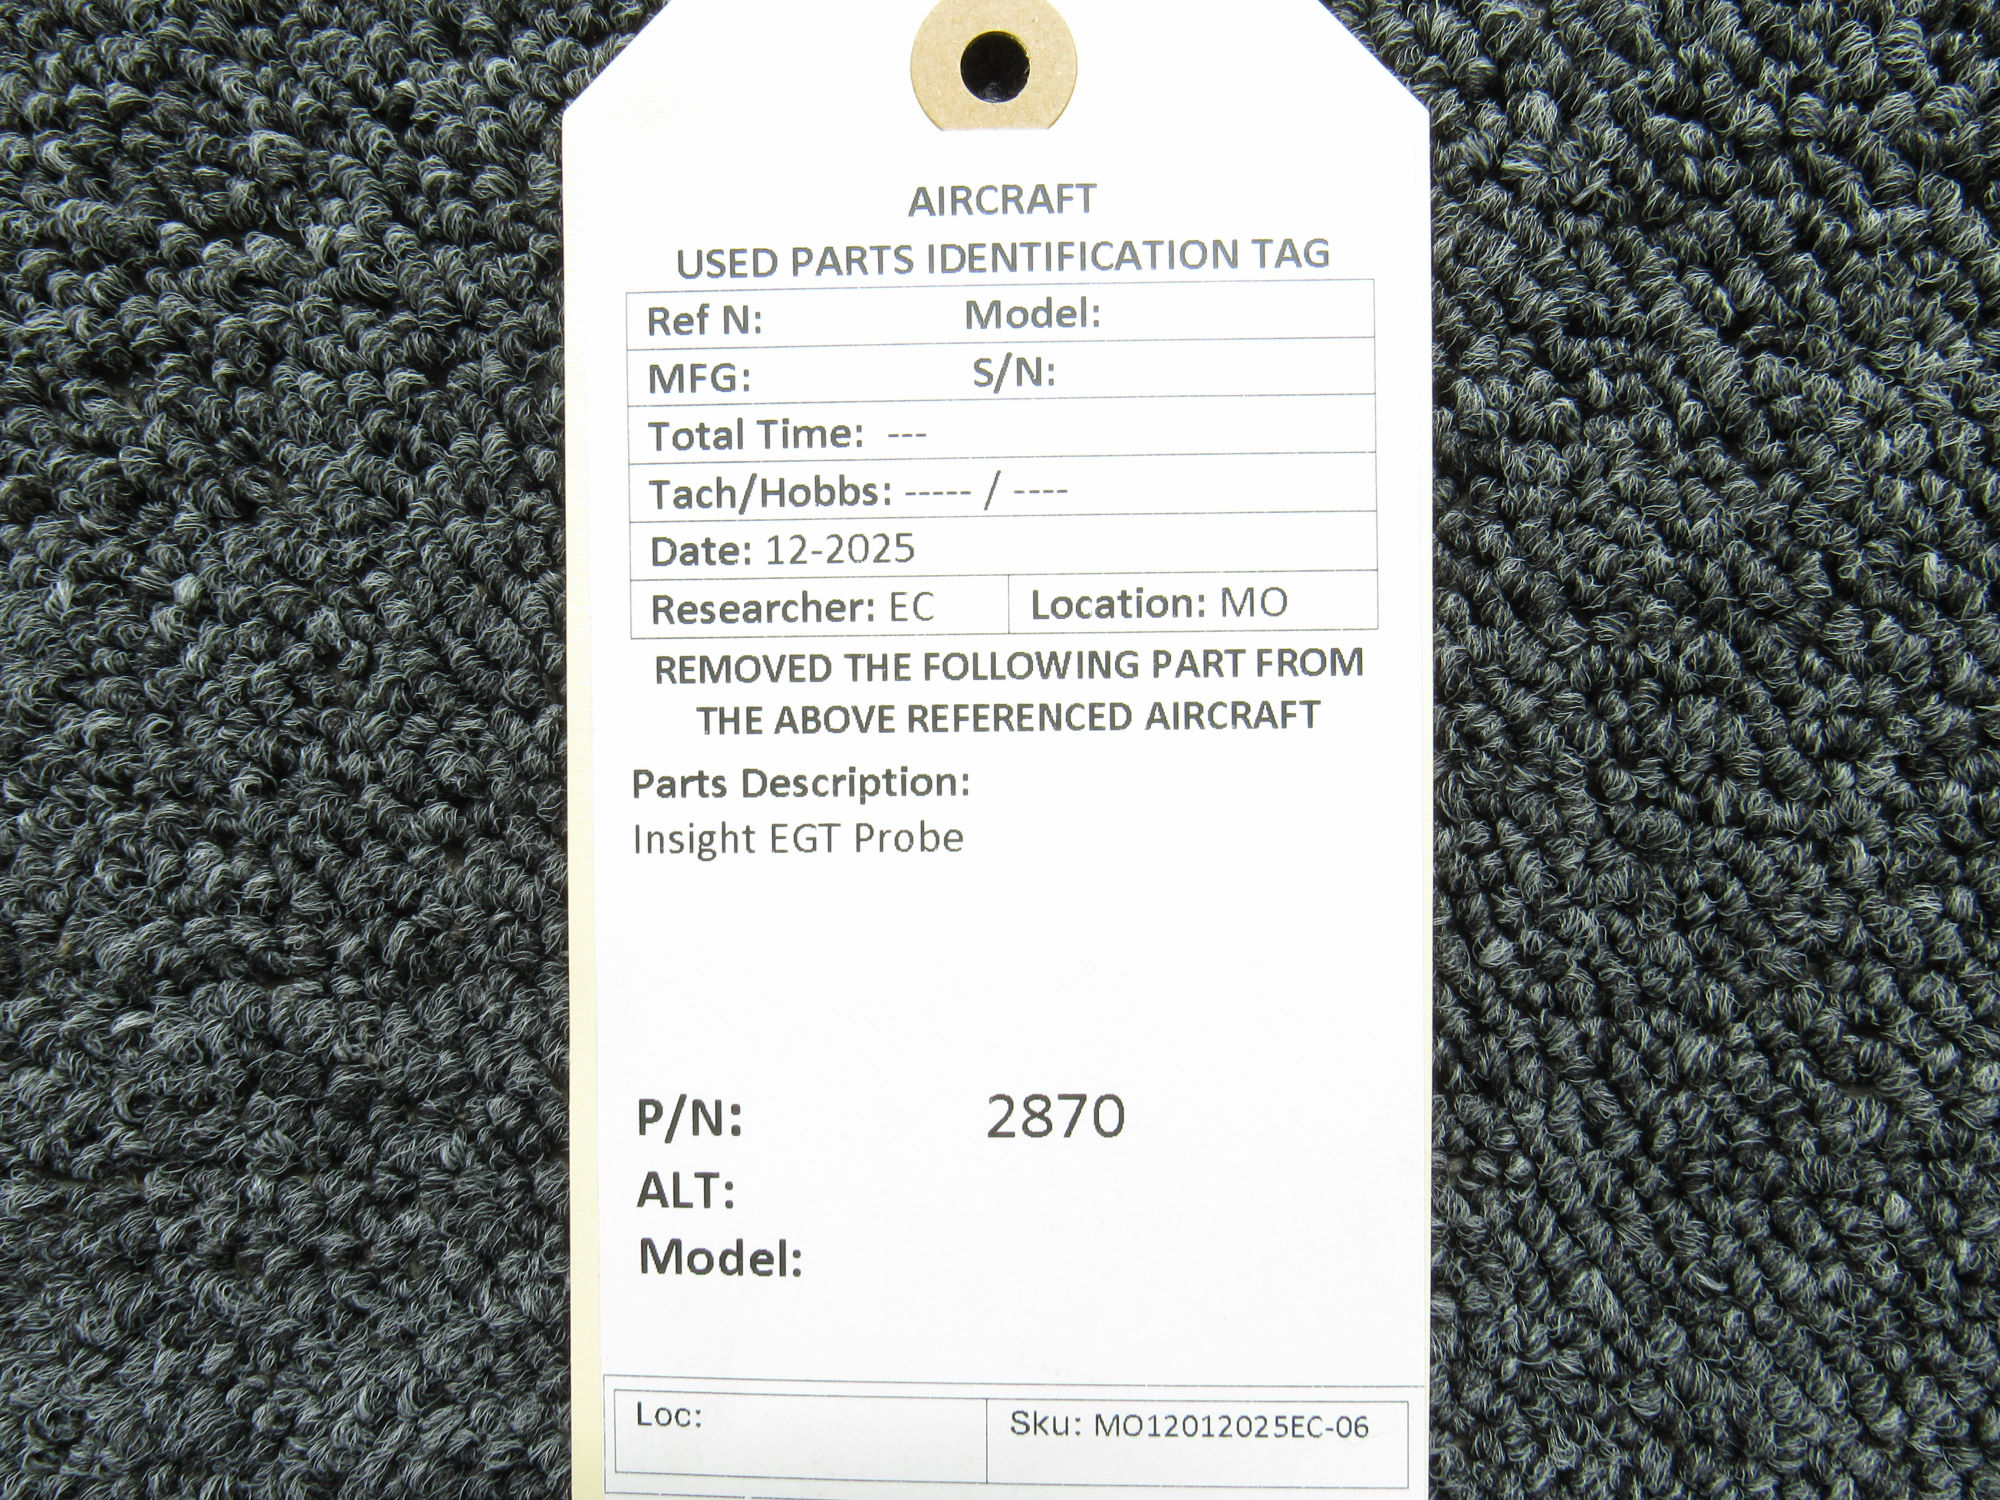 AIRCRAFT
USED PARTS IDENTIFICATION TAG
Ref N: Model:
MFG: S/N:
Total Time: ---
Tach/Hobbs: ----- / ----
Date: 12-2025
Researcher: EC Location: MO
REMOVED THE FOLLOWING PART FROM
THE ABOVE REFERENCED AIRCRAFT
Parts Description:
Insight EGT Probe
P/N: 2870
ALT:
Model:
Loc: Sku: MO12012025EC-06